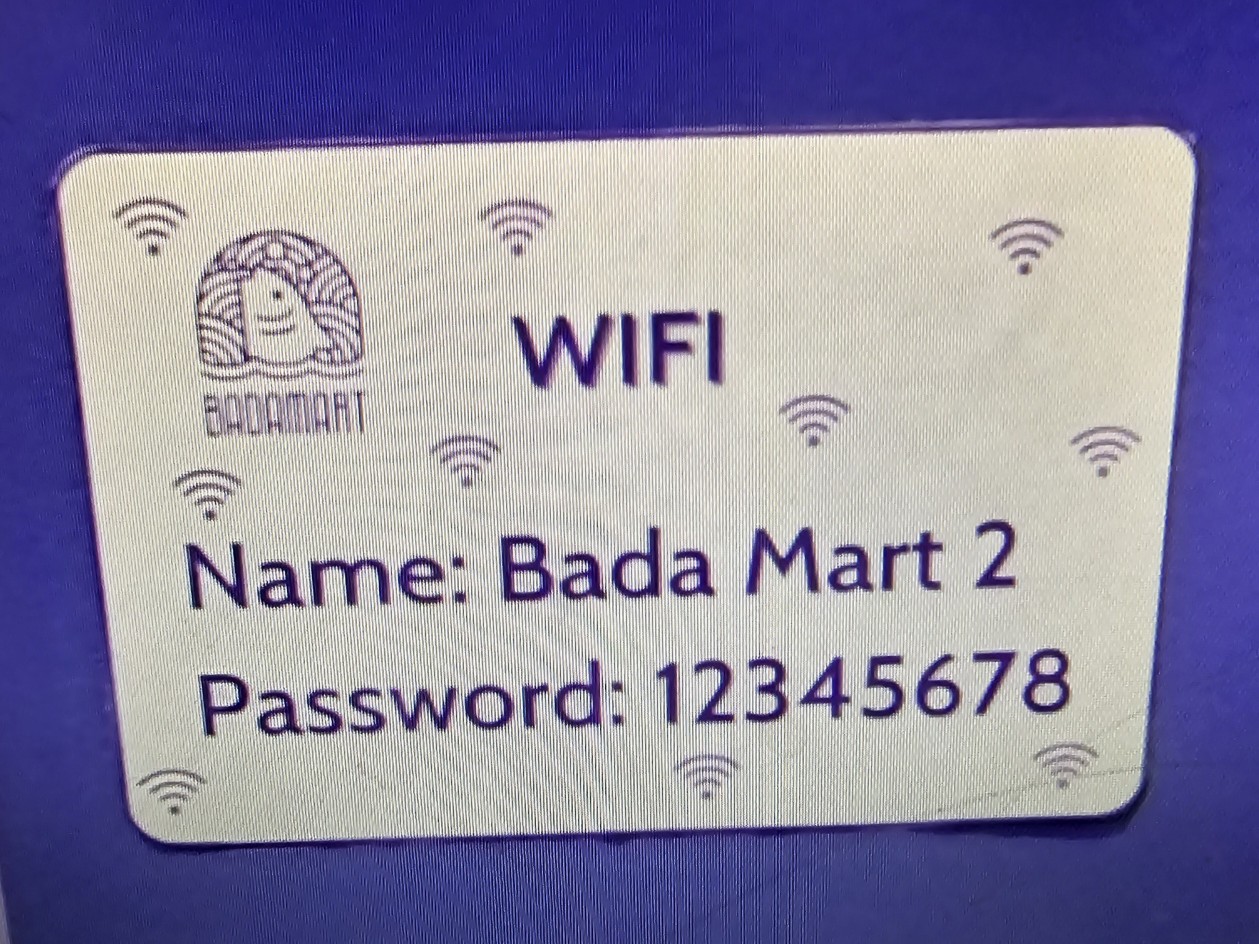 BADAMART
WIFI
Name: Bada Mart 2
Password: 12345678